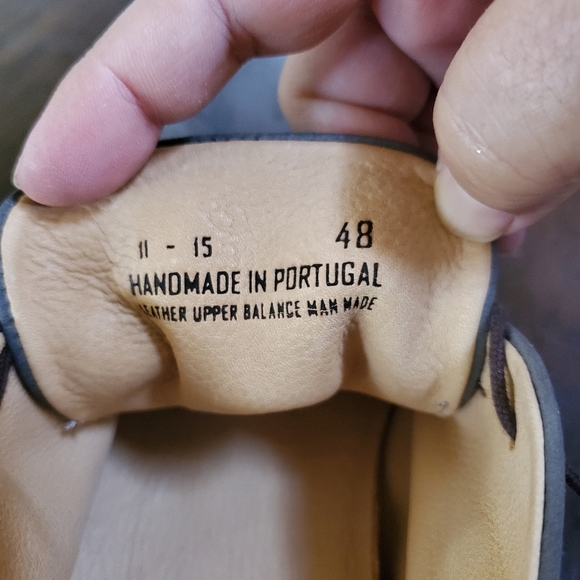 11 - 15 48
HANDMADE IN PORTUGAL
LEATHER UPPER BALANCE MAN MADE